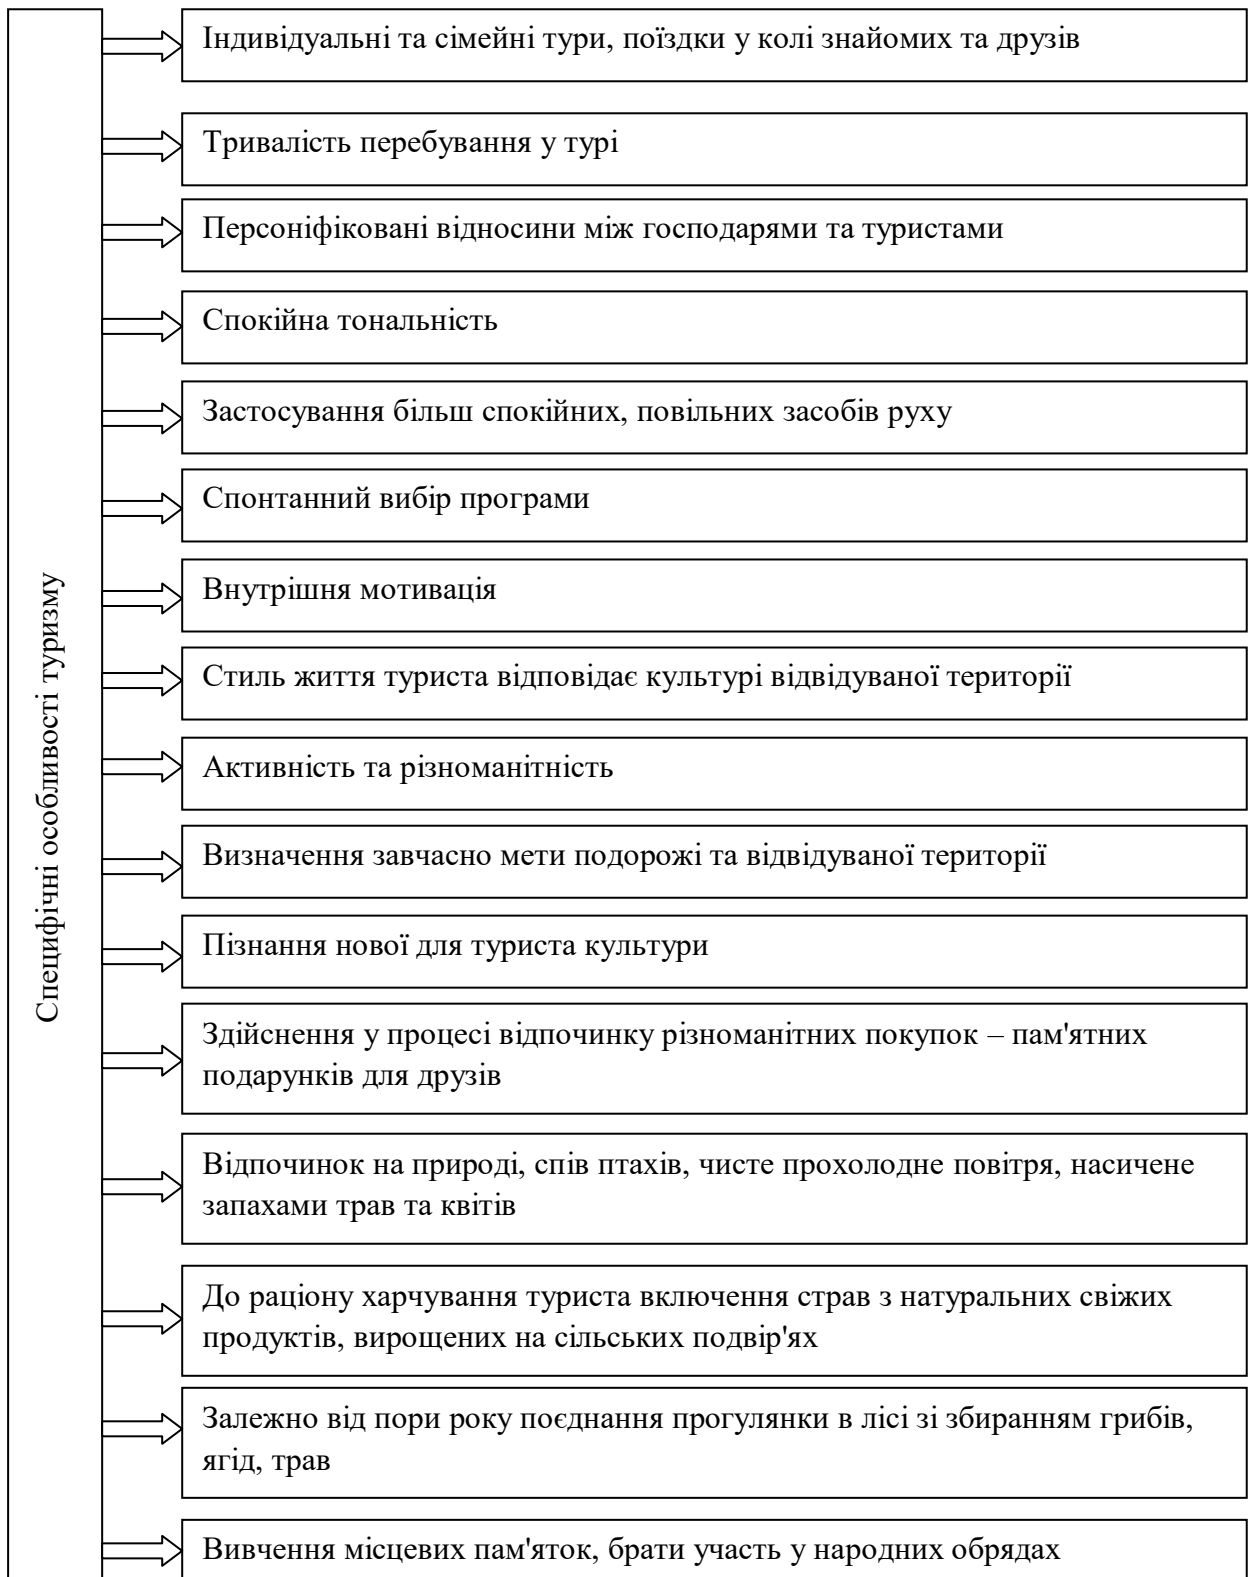 Специфічні особливості туризму
Індивідуальні та сімейні тури, поїздки у колі знайомих та друзів
Тривалість перебування у турі
Персоніфіковані відносини між господарями та туристами
Спокійна тональність
Застосування більш спокійних, повільних засобів руху
Спонтанний вибір програми
Внутрішня мотивація
Стиль життя туриста відповідає культурі відвідуваної території
Активність та різноманітність
Визначення завчасно мети подорожі та відвідуваної території
Пізнання нової для туриста культури
Здійснення у процесі відпочинку різноманітних покупок – пам'ятних
подарунків для друзів
Відпочинок на природі, спів птахів, чисте прохолодне повітря, насичене
запахами трав та квітів
До раціону харчування туриста включення страв з натуральних свіжих
продуктів, вирощених на сільських подвір'ях
Залежно від пори року поєднання прогулянки в лісі зі збиранням грибів,
ягід, трав
Вивчення місцевих пам'яток, брати участь у народних обрядах